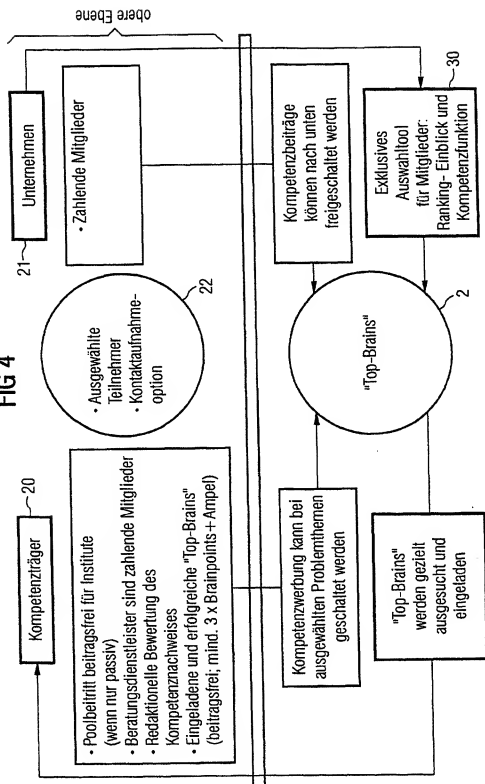 FIG 4
obere Ebene
20
Kompetenzträger
• Poolbeitritt beitragsfrei für Institute
(wenn nur passiv)
• Beratungsdienstleister sind zahlende Mitglieder
• Redaktionelle Bewertung des
Kompetenznachweises
• Eingeladene und erfolgreiche "Top-Brains"
(beitragsfrei; mind. 3 x Brainpoints + Ampel)
22
• Ausgewählte
Teilnehmer
• Kontaktaufnahme-
option
21
Unternehmen
• Zahlende Mitglieder
Kompetenzwerbung kann bei
ausgewählten Problemthemen
geschaltet werden
"Top-Brains"
werden gezielt
ausgesucht und
eingeladen
"Top-Brains"
2
Kompetenzbeiträge
können nach unten
freigeschaltet werden
Exklusives
Auswahltool
für Mitglieder:
Ranking- Einblick und
Kompetenzfunktion
30